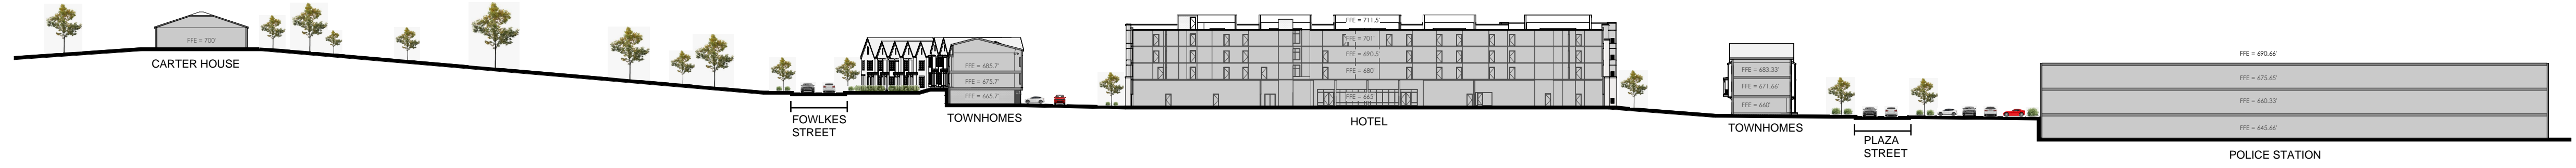 FFE = 700'
CARTER HOUSE
FOWLKES
STREET
FFE = 685.7'
FFE = 675.7'
FFE = 665.7'
TOWNHOMES
FFE = 711.5'
FFE = 701'
FFE = 690.5'
FFE = 680'
FFE = 665'
HOTEL
FFE = 683.33'
FFE = 671.66'
FFE = 660'
TOWNHOMES
PLAZA
STREET
FFE = 690.66'
FFE = 675.65'
FFE = 660.33'
FFE = 645.66'
POLICE STATION